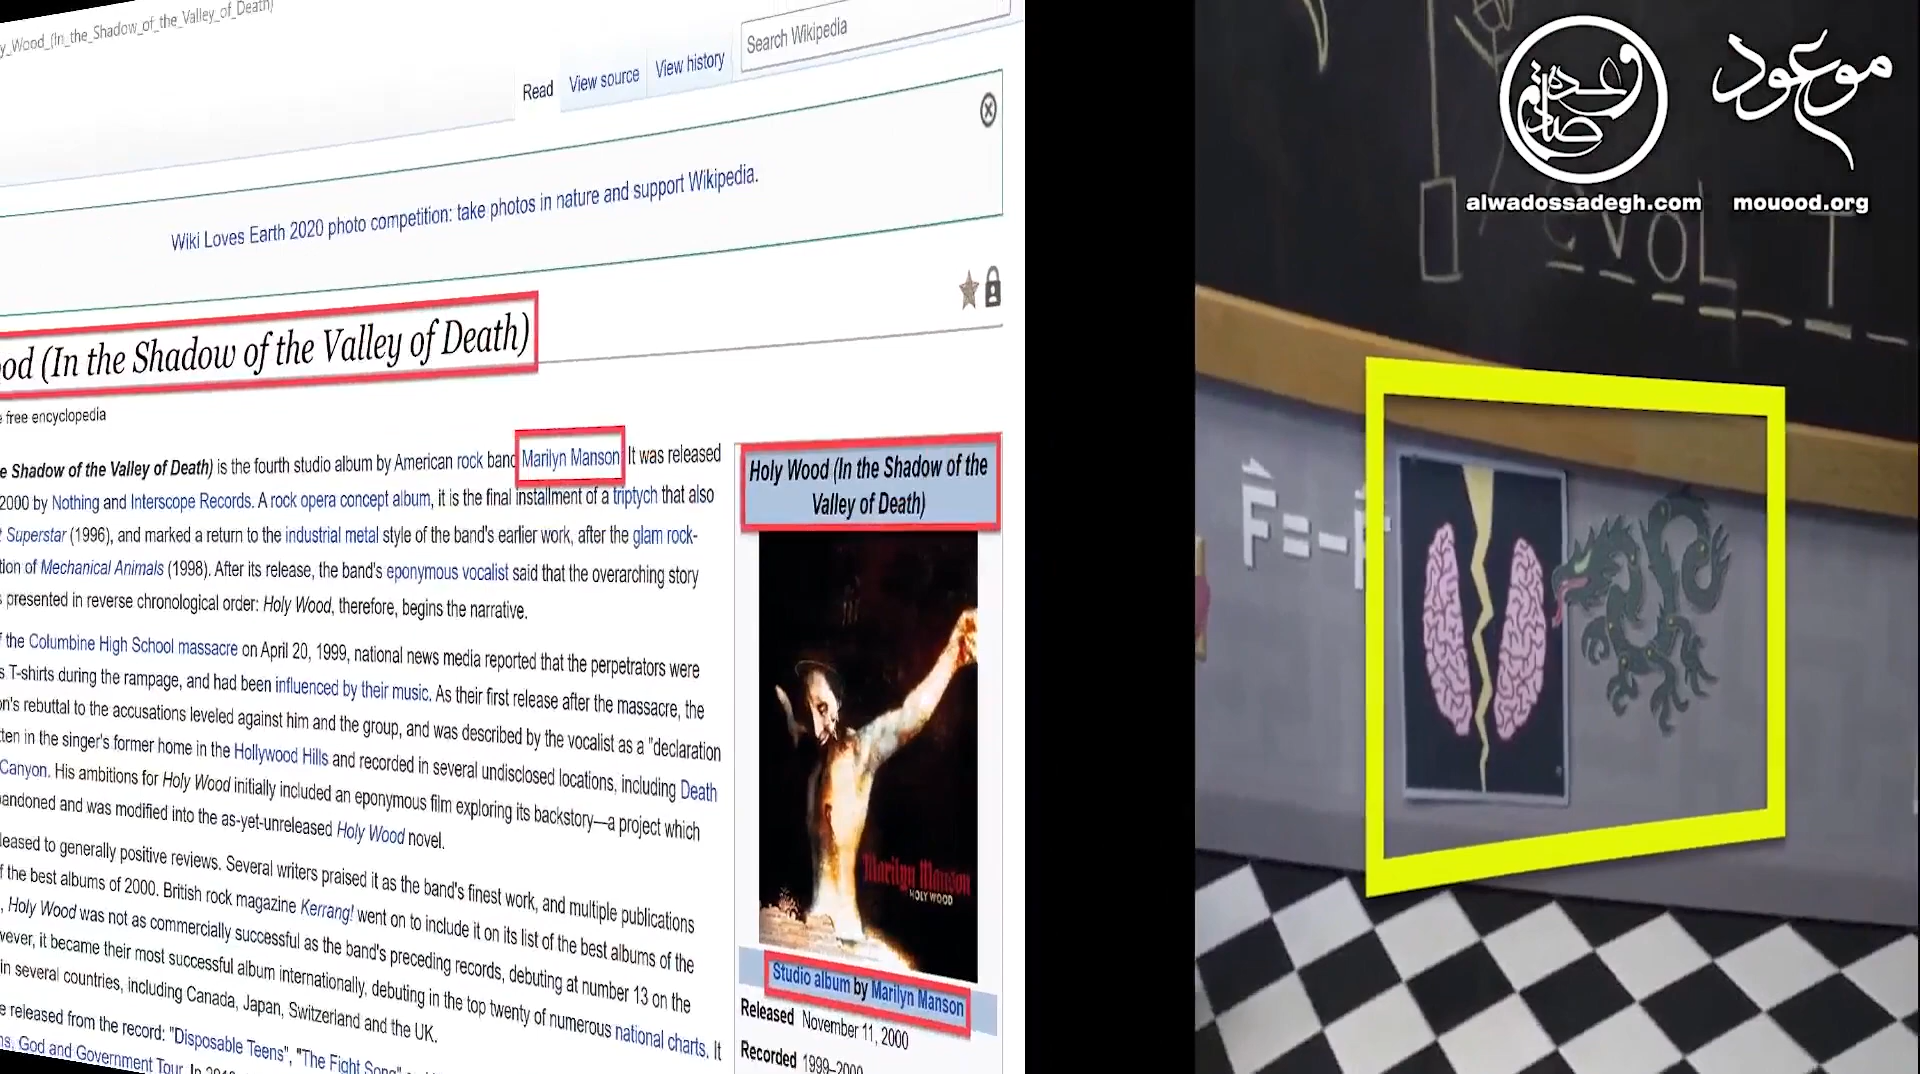 y_Wood_(In_the_Shadow_of_the_Valley_of_Death)
Read
View source
View history
Search Wikipedia
Wiki Loves Earth 2020 photo competition: take photos in nature and support Wikipedia.
od (In the Shadow of the Valley of Death)
free encyclopedia
e Shadow of the Valley of Death) is the fourth studio album by American rock band Marilyn Manson. It was released
2000 by Nothing and Interscope Records. A rock opera concept album, it is the final installment of a triptych that also
t Superstar (1996), and marked a return to the industrial metal style of the band's earlier work, after the glam rock-
tion of Mechanical Animals (1998). After its release, the band's eponymous vocalist said that the overarching story
s presented in reverse chronological order: Holy Wood, therefore, begins the narrative.
f the Columbine High School massacre on April 20, 1999, national news media reported that the perpetrators were
s T-shirts during the rampage, and had been influenced by their music. As their first release after the massacre, the
on's rebuttal to the accusations leveled against him and the group, and was described by the vocalist as a "declaration
ten in the singer's former home in the Hollywood Hills and recorded in several undisclosed locations, including Death
Canyon. His ambitions for Holy Wood initially included an eponymous film exploring its backstory—a project which
andoned and was modified into the as-yet-unreleased Holy Wood novel.
eased to generally positive reviews. Several writers praised it as the band's finest work, and multiple publications
f the best albums of 2000. British rock magazine Kerrang! went on to include it on its list of the best albums of the
, Holy Wood was not as commercially successful as the band's preceding records, debuting at number 13 on the
vever, it became their most successful album internationally, debuting in the top twenty of numerous national charts. It
in several countries, including Canada, Japan, Switzerland and the UK.
e released from the record: "Disposable Teens", "The Fight Song"
ns, God and Government Tour. In
Holy Wood (In the Shadow of the
Valley of Death)
Marilyn Manson
HOLY WOOD
Studio album by Marilyn Manson
Released November 11, 2000
Recorded 1999–2000
وعده صادق
موعود
alwadossadegh.com
mouood.org
EVOL T
F=-F